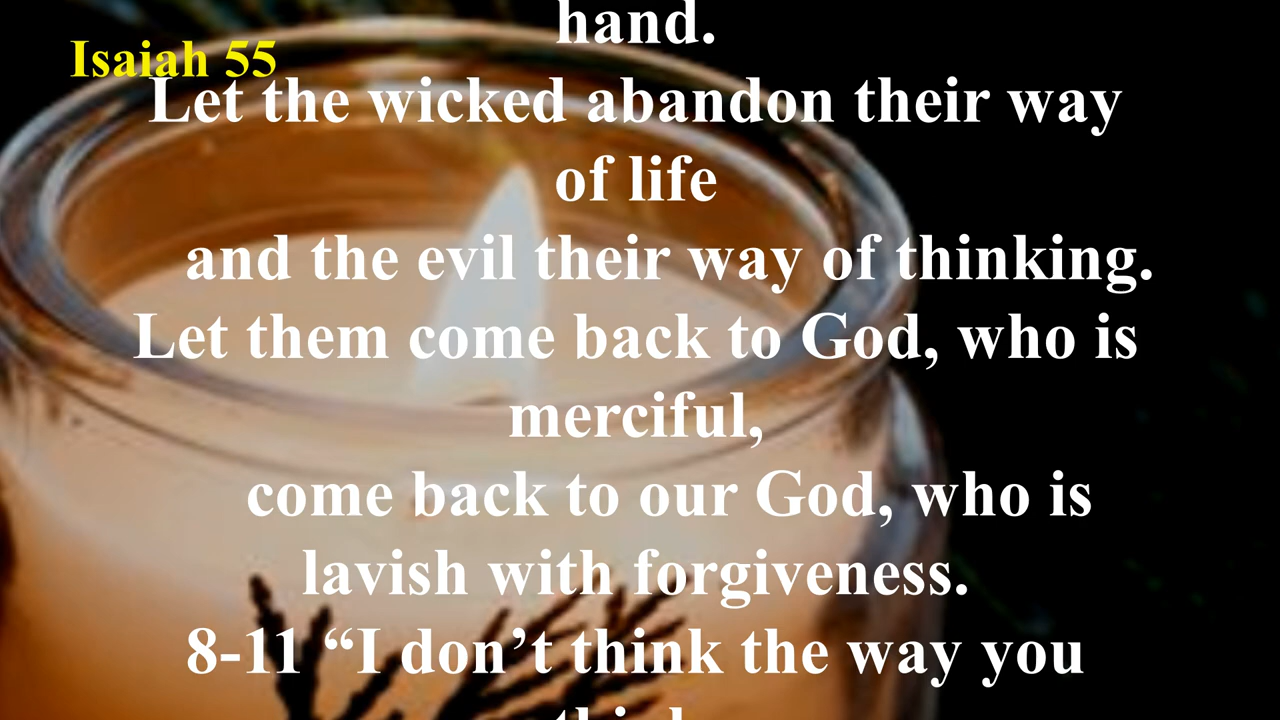 hand.
Isaiah 55
Let the wicked abandon their way
of life
and the evil their way of thinking.
Let them come back to God, who is
merciful,
come back to our God, who is
lavish with forgiveness.
8-11 “I don’t think the way you